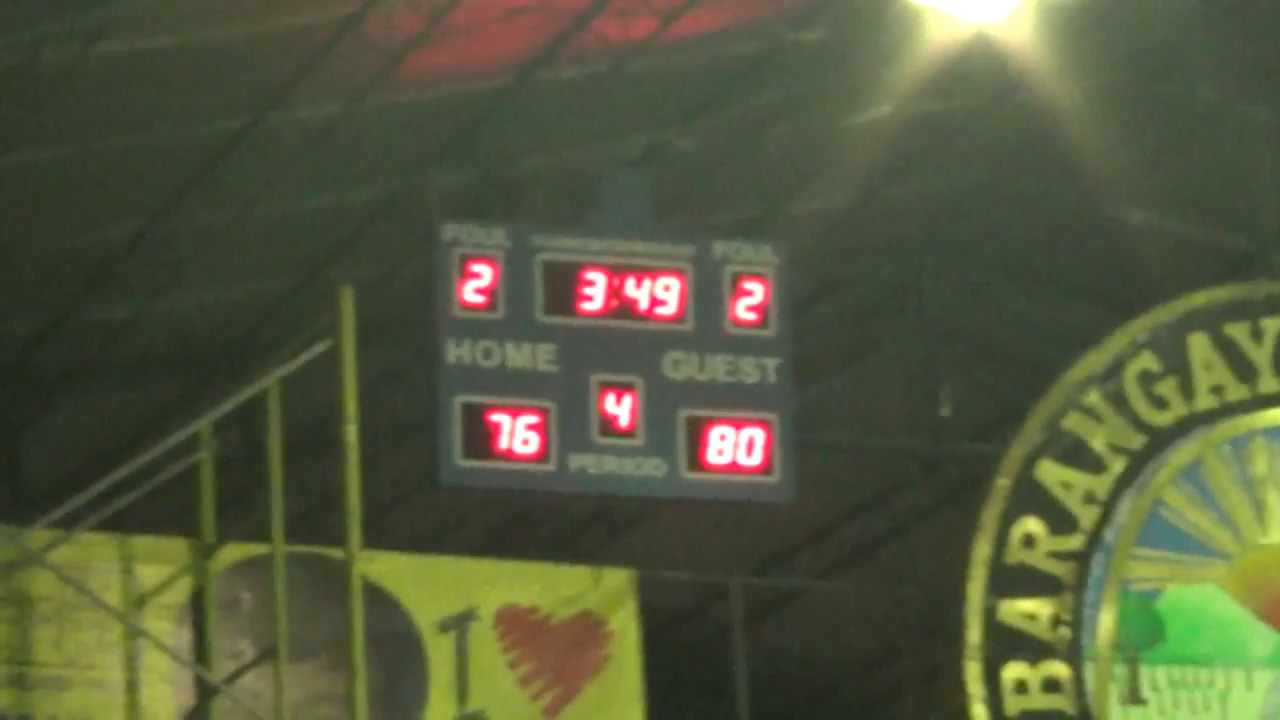 FOUL FOUL
2 3:49 2
HOME GUEST
4
76 80
PERIOD
BARANGAY
I